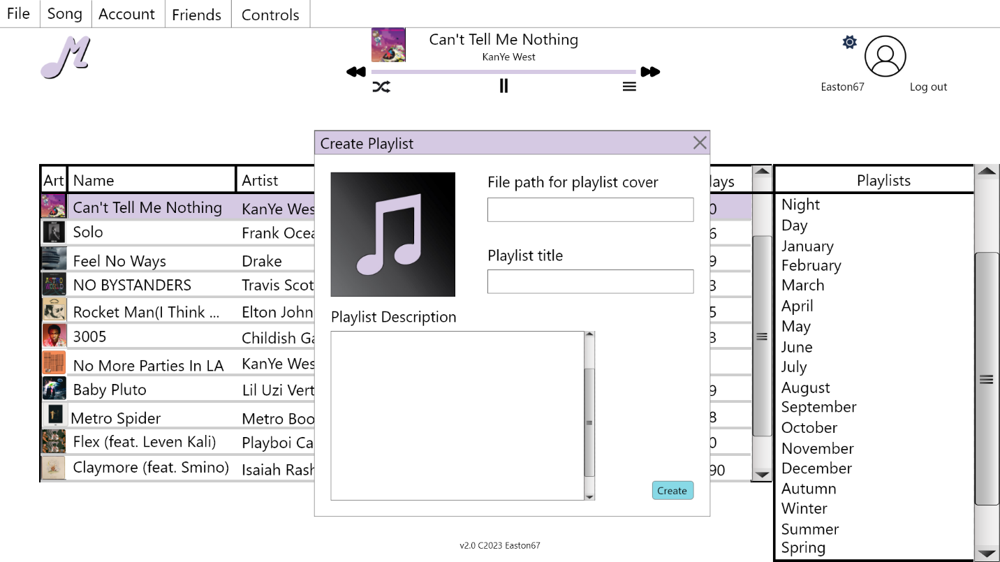 File Song Account Friends Controls
Can't Tell Me Nothing
KanYe West
Easton67 Log out
Create Playlist
Art Name Artist lays Playlists
File path for playlist cover
Playlist title
Playlist Description
Create
Can't Tell Me Nothing KanYe Wes 0
Solo Frank Ocea 6
Feel No Ways Drake 9
NO BYSTANDERS Travis Scot 3
Rocket Man(I Think ... Elton John 5
3005 Childish Ga 3
No More Parties In LA KanYe Wes
Baby Pluto Lil Uzi Vert 9
Metro Spider Metro Boo 8
Flex (feat. Leven Kali) Playboi Ca 0
Claymore (feat. Smino) Isaiah Rash 90
Night
Day
January
February
March
April
May
June
July
August
September
October
November
December
Autumn
Winter
Summer
Spring
v2.0 C2023 Easton67